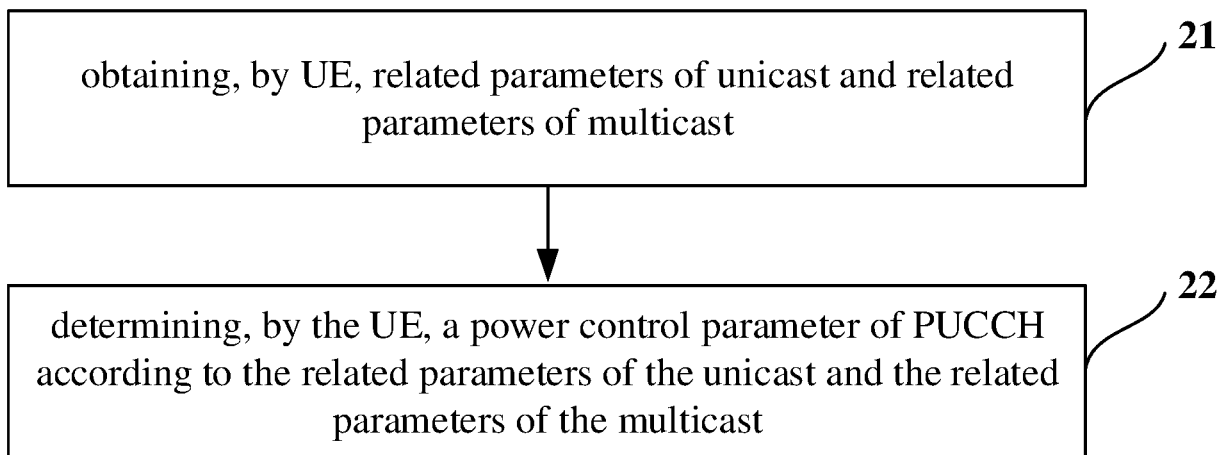 21
obtaining, by UE, related parameters of unicast and related
parameters of multicast
22
determining, by the UE, a power control parameter of PUCCH
according to the related parameters of the unicast and the related
parameters of the multicast